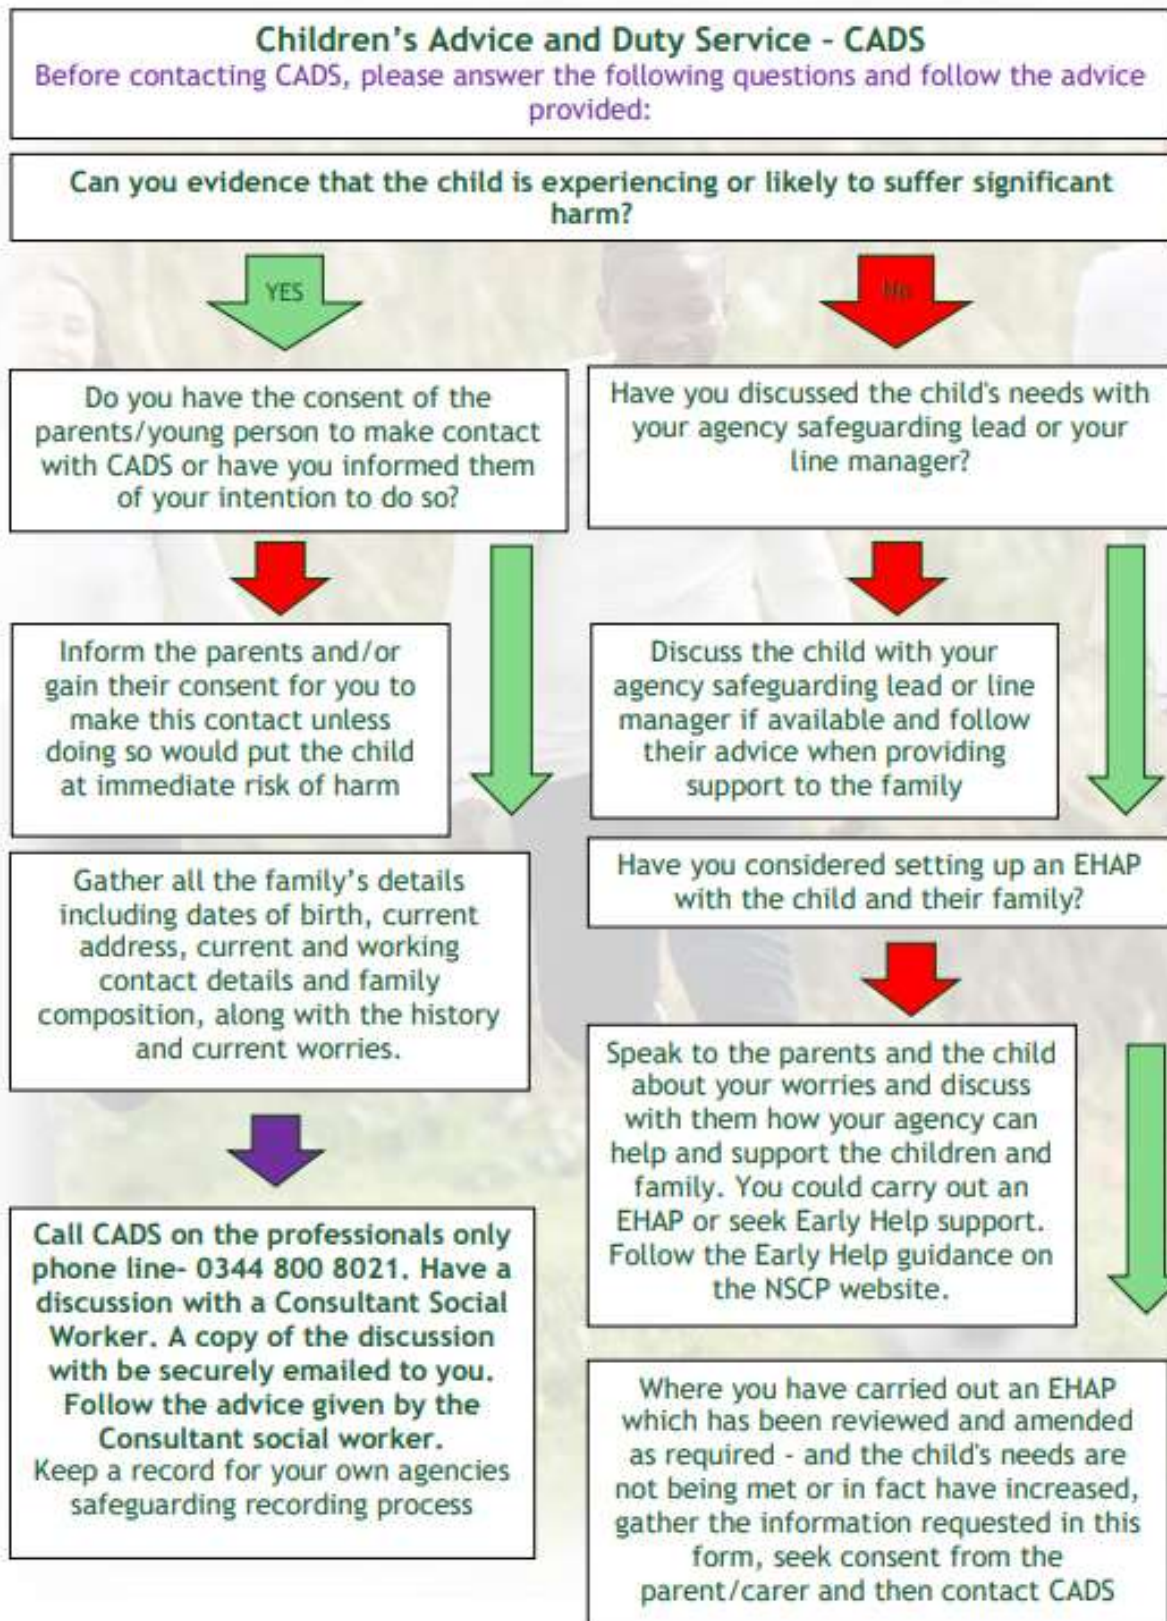 Children's Advice and Duty Service - CADS
Before contacting CADS, please answer the following questions and follow the advice
provided:
Can you evidence that the child is experiencing or likely to suffer significant
harm?
YES
No
Do you have the consent of the
parents/young person to make contact
with CADS or have you informed them
of your intention to do so?
Have you discussed the child's needs with
your agency safeguarding lead or your
line manager?
Inform the parents and/or
gain their consent for you to
make this contact unless
doing so would put the child
at immediate risk of harm
Discuss the child with your
agency safeguarding lead or line
manager if available and follow
their advice when providing
support to the family
Gather all the family's details
including dates of birth, current
address, current and working
contact details and family
composition, along with the history
and current worries.
Have you considered setting up an EHAP
with the child and their family?
Speak to the parents and the child
about your worries and discuss
with them how your agency can
help and support the children and
family. You could carry out an
EHAP or seek Early Help support.
Follow the Early Help guidance on
the NSCP website.
Call CADS on the professionals only
phone line- 0344 800 8021. Have a
discussion with a Consultant Social
Worker. A copy of the discussion
with be securely emailed to you.
Follow the advice given by the
Consultant social worker.
Keep a record for your own agencies
safeguarding recording process
Where you have carried out an EHAP
which has been reviewed and amended
as required - and the child's needs are
not being met or in fact have increased,
gather the information requested in this
form, seek consent from the
parent/carer and then contact CADS